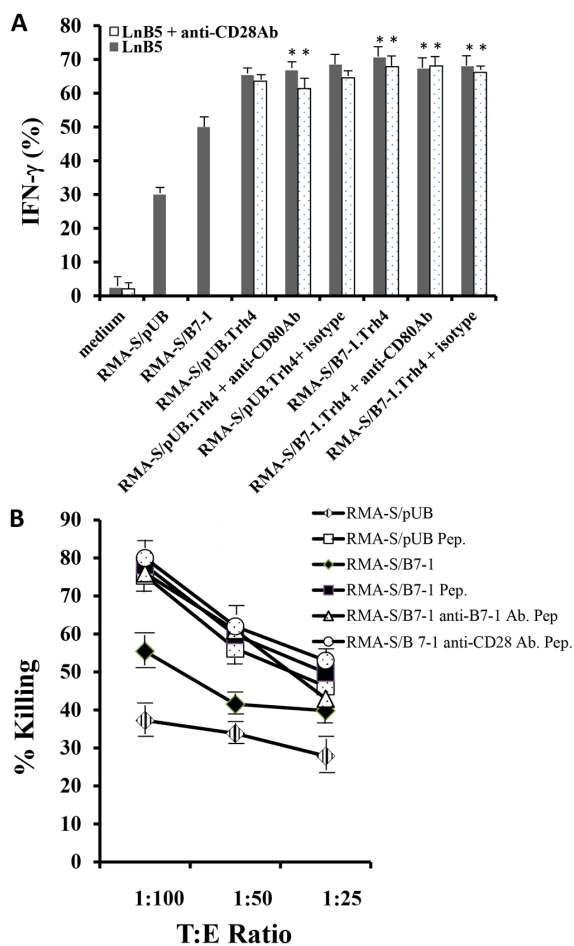 A
LnB5 + anti-CD28Ab
LnB5
IFN-γ (%)
80
70
60
50
40
30
20
10
0
* *
* *
* *
* *
medium
RMA-S/pUB
RMA-S/B7-1
RMA-S/pUB.Trh4
RMA-S/pUB.Trh4 + anti-CD80Ab
RMA-S/pUB.Trh4+ isotype
RMA-S/B7-1.Trh4
RMA-S/B7-1.Trh4 + anti-CD80Ab
RMA-S/B7-1.Trh4 + isotype
B
RMA-S/pUB
RMA-S/pUB Pep.
RMA-S/B7-1
RMA-S/B7-1 Pep.
RMA-S/B7-1 anti-B7-1 Ab. Pep
RMA-S/B 7-1 anti-CD28 Ab. Pep.
% Killing
90
80
70
60
50
40
30
20
10
0
1:100 1:50 1:25
T:E Ratio